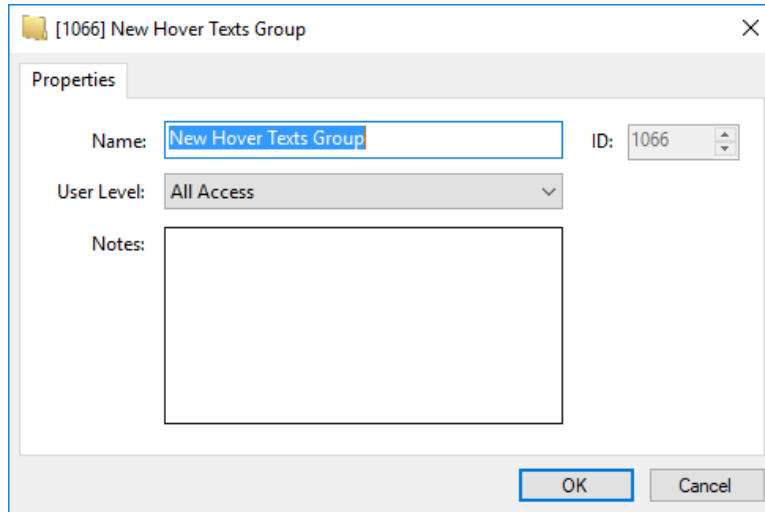 [1066] New Hover Texts Group
Properties
Name: New Hover Texts Group ID: 1066
User Level: All Access
Notes:
OK Cancel